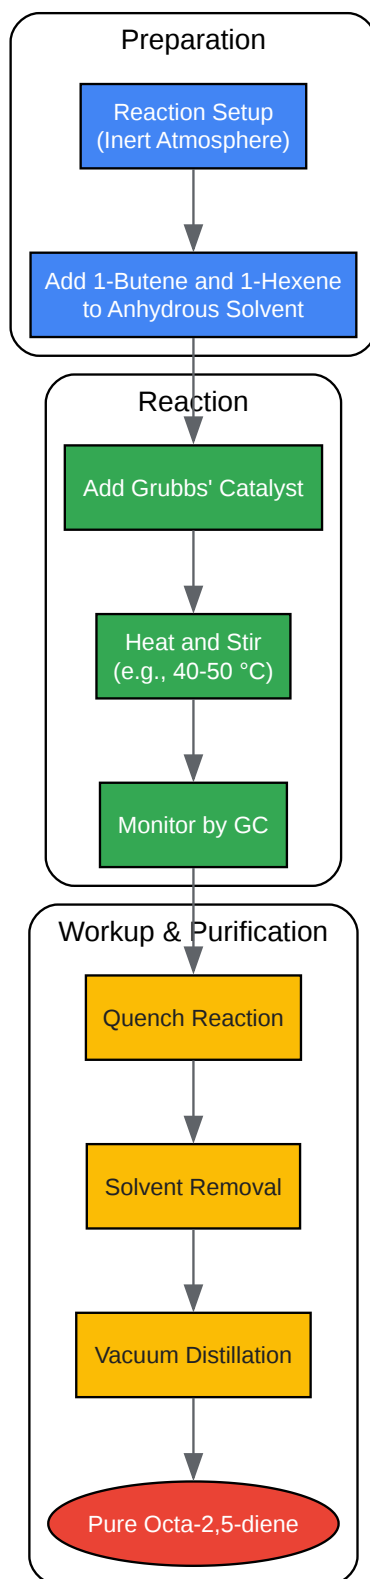 Preparation
Reaction Setup
(Inert Atmosphere)
Add 1-Butene and 1-Hexene
to Anhydrous Solvent
Reaction
Add Grubbs' Catalyst
Heat and Stir
(e.g., 40-50 °C)
Monitor by GC
Workup & Purification
Quench Reaction
Solvent Removal
Vacuum Distillation
Pure Octa-2,5-diene